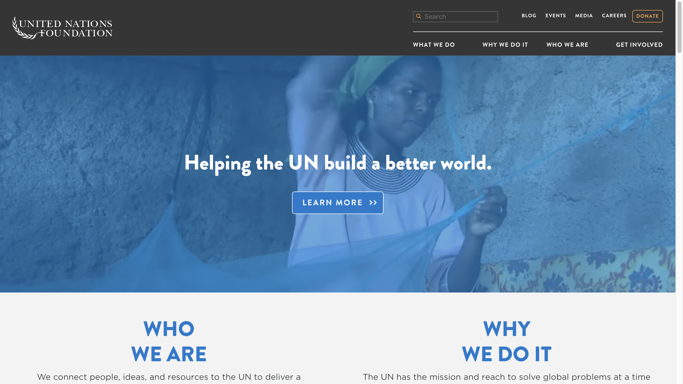 UNITED NATIONS
FOUNDATION
Search
BLOG EVENTS MEDIA CAREERS DONATE
WHAT WE DO WHY WE DO IT WHO WE ARE GET INVOLVED
Helping the UN build a better world.
LEARN MORE >>
WHO
WE ARE
WHY
WE DO IT
We connect people, ideas, and resources to the UN to deliver a
The UN has the mission and reach to solve global problems at a time